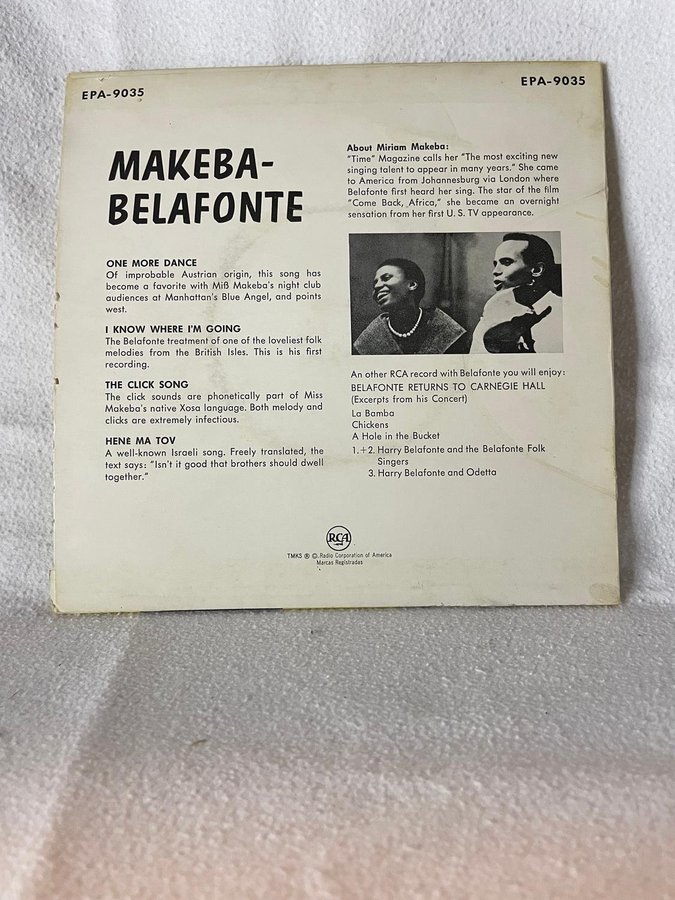 EPA-9035
EPA-9035
MAKEBA-
BELAFONTE
ONE MORE DANCE
Of improbable Austrian origin, this song has
become a favorite with Miß Makeba's night club
audiences at Manhattan's Blue Angel, and points
west.
I KNOW WHERE I'M GOING
The Belafonte treatment of one of the loveliest folk
melodies from the British Isles. This is his first
recording.
THE CLICK SONG
The click sounds are phonetically part of Miss
Makeba's native Xosa language. Both melody and
clicks are extremely infectious.
HENÈ MA TOV
A well-known Israeli song. Freely translated, the
text says: "Isn't it good that brothers should dwell
together."
About Miriam Makeba:
"Time" Magazine calls her "The most exciting new
singing talent to appear in many years." She came
to America from Johannesburg via London where
Belafonte first heard her sing. The star of the film
"Come Back, Africa," she became an overnight
sensation from her first U. S. TV appearance.
An other RCA record with Belafonte you will enjoy:
BELAFONTE RETURNS TO CARNEGIE HALL
(Excerpts from his Concert)
La Bamba
Chickens
A Hole in the Bucket
1.+2. Harry Belafonte and the Belafonte Folk
Singers
3. Harry Belafonte and Odetta
RCA
TMKS ® © Radio Corporation of America
Marcas Registradas